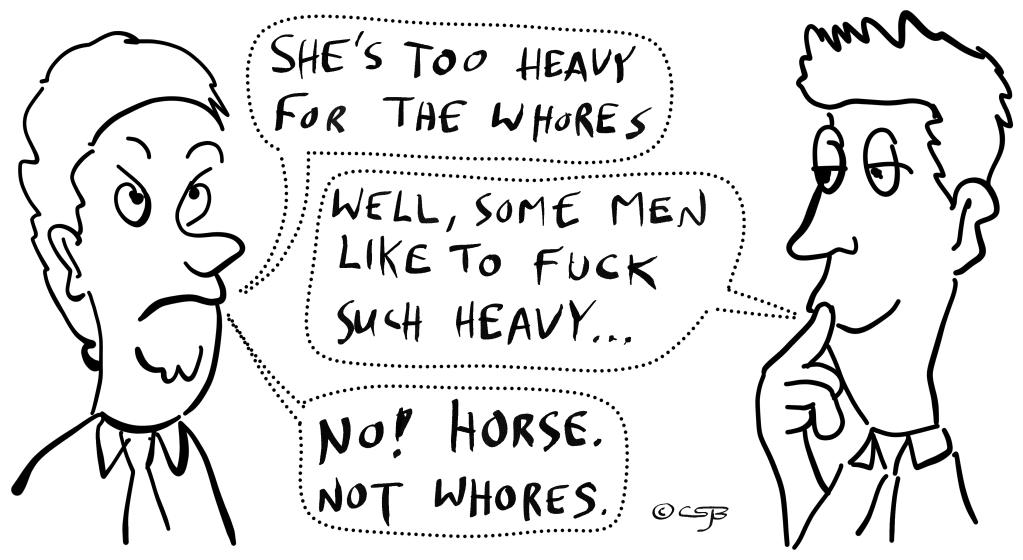 SHE'S TOO HEAVY
FOR THE WHORES
WELL, SOME MEN
LIKE TO FUCK
SUCH HEAVY...
NO! HORSE.
NOT WHORES.
© CSJB